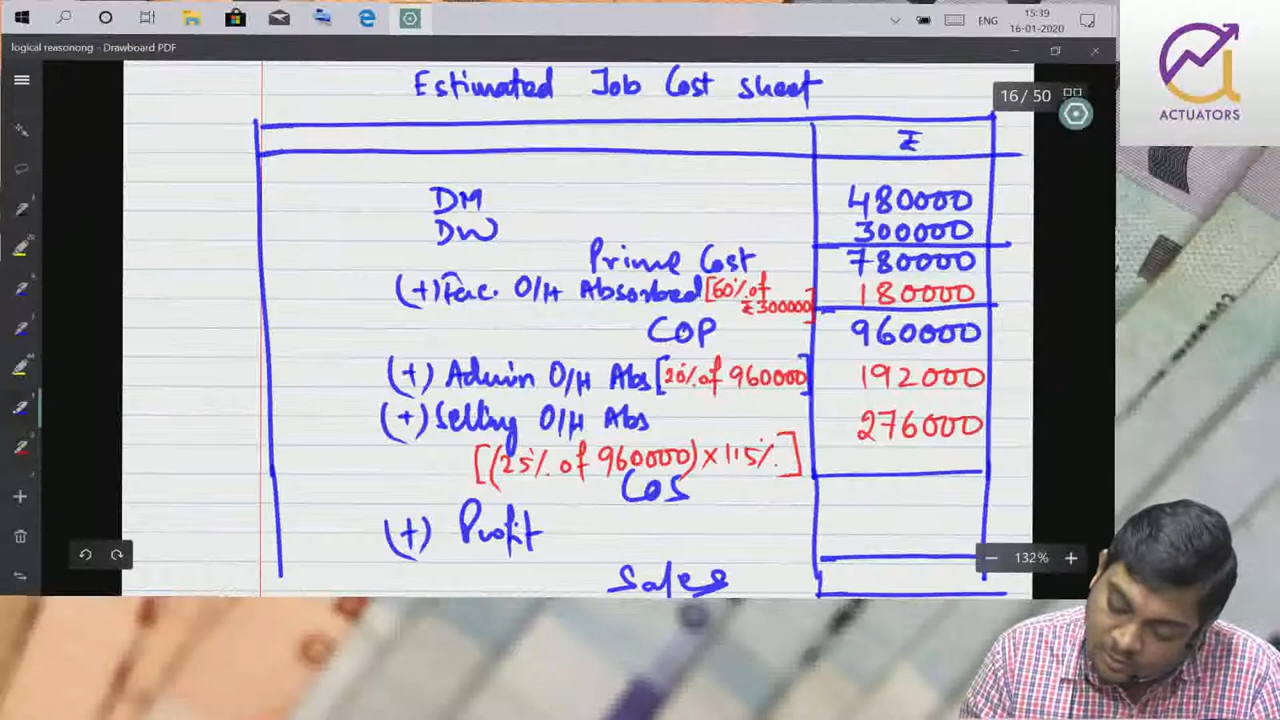 15:39
ENG
16-01-2020
logical reasonong - Drawboard PDF
ACTUATORS
16 / 50
Estimated Job Cost sheet
₹
DM 480000
DW 300000
Prime Cost 780000
(+) Fac. O/H Absorbed [60% of ₹300000] 180000
COP 960000
(+) Admin O/H Abs [20% of 960000] 192000
(+) Selling O/H Abs 276000
[(25% of 960000) × 115%]
COS
(+) Profit
132%
Sales